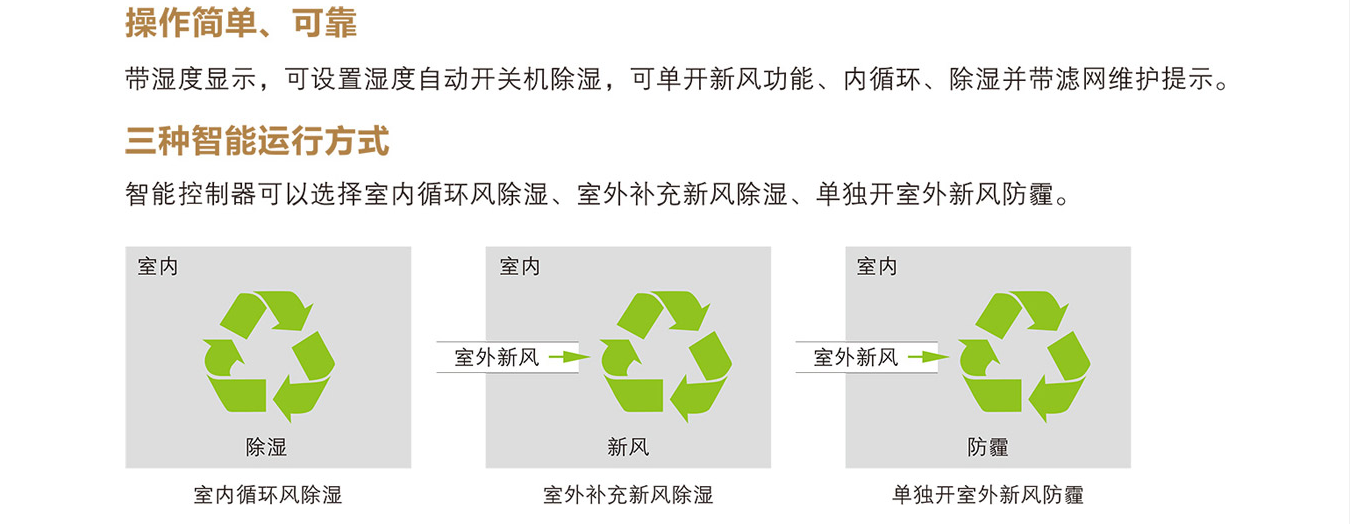 操作简单、可靠
带湿度显示，可设置湿度自动开关机除湿，可单开新风功能、内循环、除湿并带滤网维护提示。
三种智能运行方式
智能控制器可以选择室内循环风除湿、室外补充新风除湿、单独开室外新风防霾。
室内
除湿
室内循环风除湿
室内
室外新风
新风
室外补充新风除湿
室内
室外新风
防霾
单独开室外新风防霾